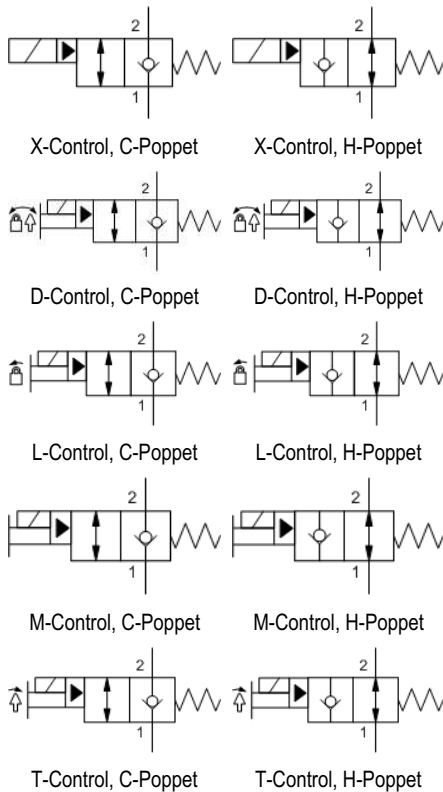 2 2
1 1
X-Control, C-Poppet X-Control, H-Poppet
2 2
1 1
D-Control, C-Poppet D-Control, H-Poppet
2 2
1 1
L-Control, C-Poppet L-Control, H-Poppet
2 2
1 1
M-Control, C-Poppet M-Control, H-Poppet
2 2
1 1
T-Control, C-Poppet T-Control, H-Poppet